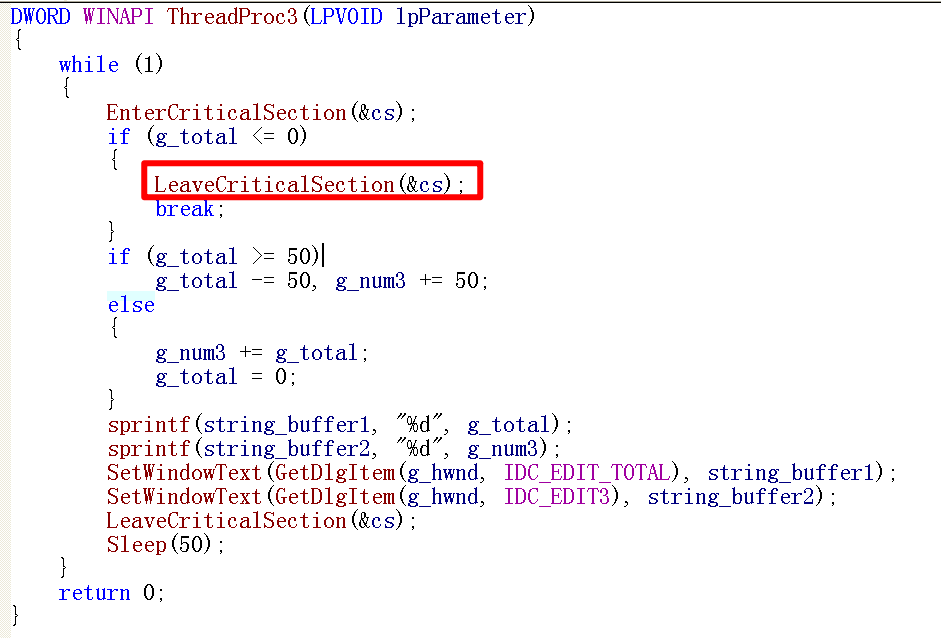 DWORD WINAPI ThreadProc3(LPVOID lpParameter)
{
    while (1)
    {
        EnterCriticalSection(&cs);
        if (g_total <= 0)
        {
            LeaveCriticalSection(&cs);
            break;
        }
        if (g_total >= 50)
            g_total -= 50, g_num3 += 50;
        else
        {
            g_num3 += g_total;
            g_total = 0;
        }
        sprintf(string_buffer1, "%d", g_total);
        sprintf(string_buffer2, "%d", g_num3);
        SetWindowText(GetDlgItem(g_hwnd, IDC_EDIT_TOTAL), string_buffer1);
        SetWindowText(GetDlgItem(g_hwnd, IDC_EDIT3), string_buffer2);
        LeaveCriticalSection(&cs);
        Sleep(50);
    }
    return 0;
}